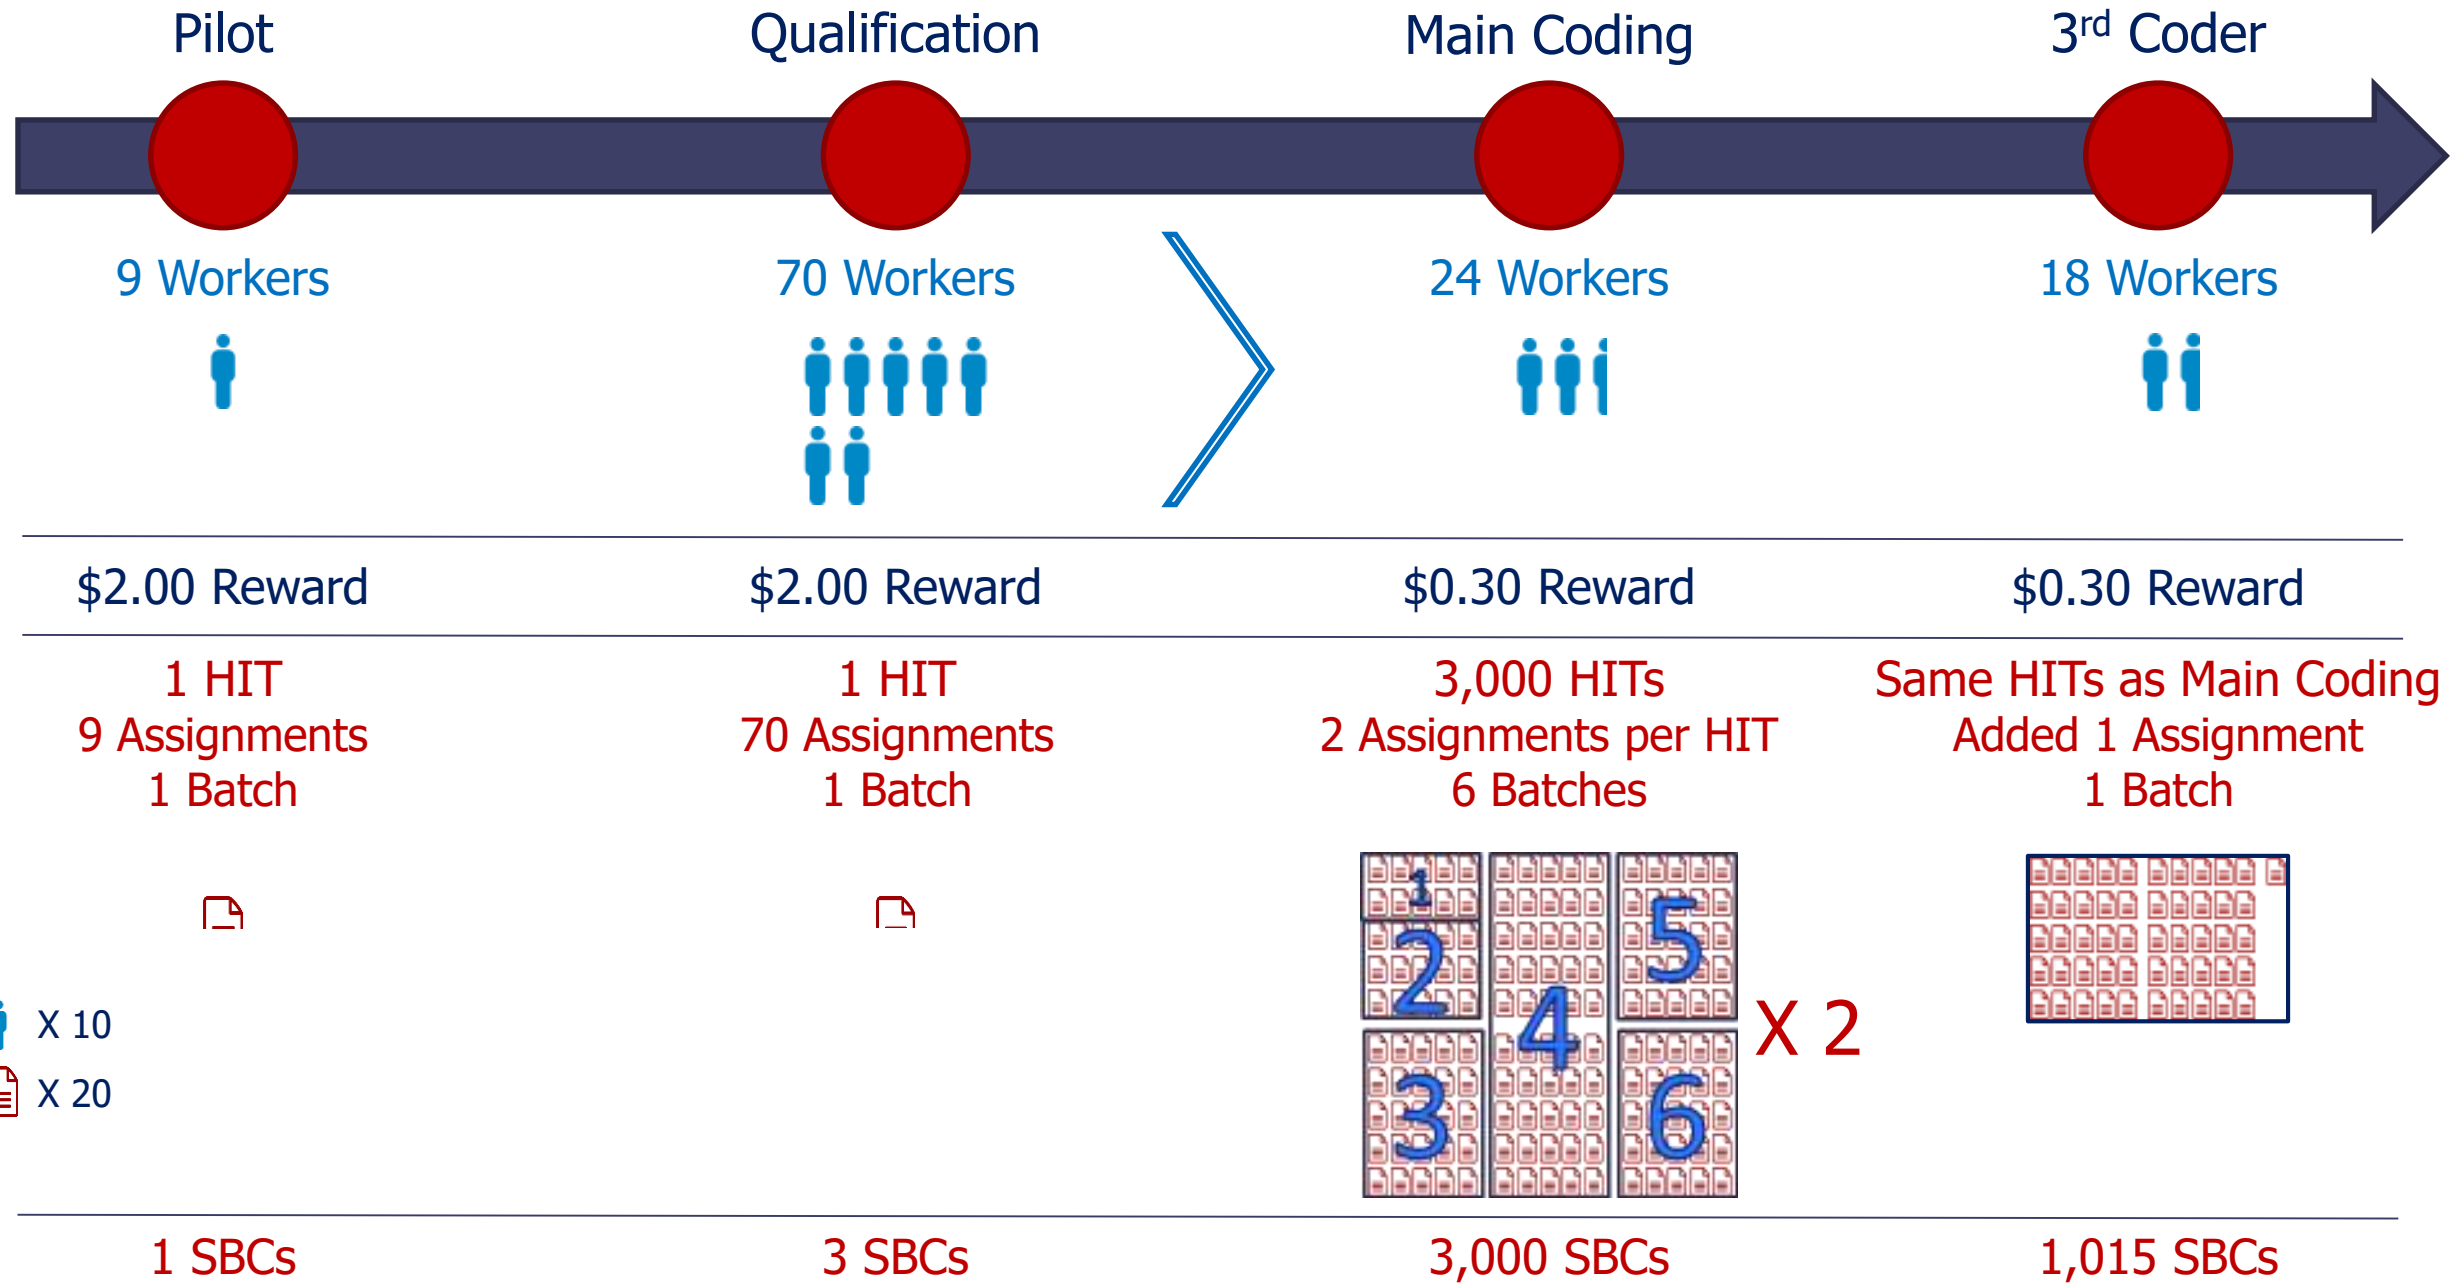 Pilot
Qualification
Main Coding
3rd Coder
9 Workers
70 Workers
24 Workers
18 Workers
$2.00 Reward
$2.00 Reward
$0.30 Reward
$0.30 Reward
1 HIT
9 Assignments
1 Batch
1 HIT
70 Assignments
1 Batch
3,000 HITs
2 Assignments per HIT
6 Batches
Same HITs as Main Coding
Added 1 Assignment
1 Batch
1
2
3
4
5
6
X 2
X 10
X 20
1 SBCs
3 SBCs
3,000 SBCs
1,015 SBCs